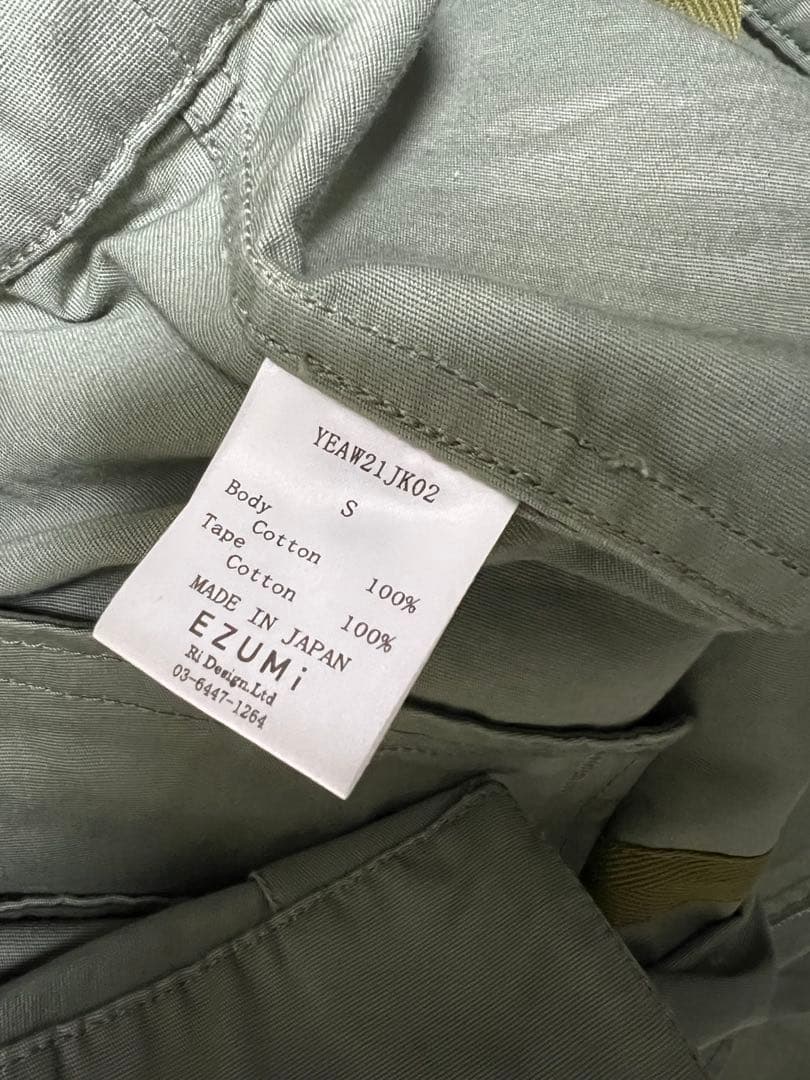 YEAW21JK02
S
Body
Cotton 100%
Tape
Cotton 100%
MADE IN JAPAN
EZUMi
Ri Design.Ltd
03-6447-1264